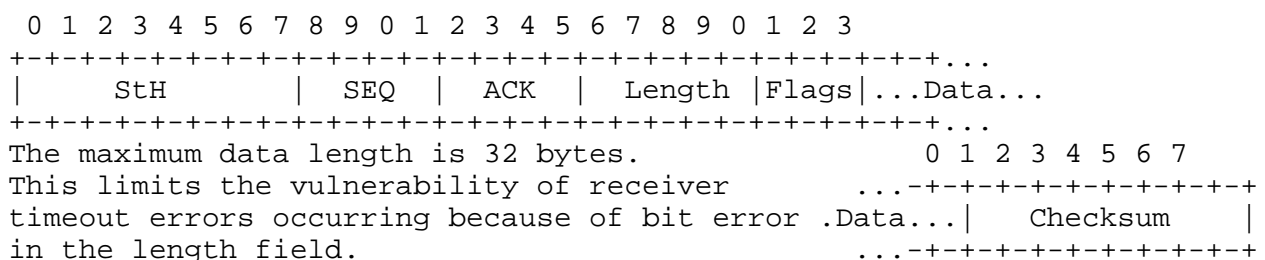 0 1 2 3 4 5 6 7 8 9 0 1 2 3 4 5 6 7 8 9 0 1 2 3
+-+-+-+-+-+-+-+-+-+-+-+-+-+-+-+-+-+-+-+-+-+-+-+-+-+-+...
|     StH       |  SEQ  |  ACK  |  Length |Flags|...Data...
+-+-+-+-+-+-+-+-+-+-+-+-+-+-+-+-+-+-+-+-+-+-+-+-+-+-+...
The maximum data length is 32 bytes.                0 1 2 3 4 5 6 7
This limits the vulnerability of receiver       ...-+-+-+-+-+-+-+-+-+-+
timeout errors occurring because of bit error .Data...|   Checksum    |
in the length field.                            ...-+-+-+-+-+-+-+-+-+-+